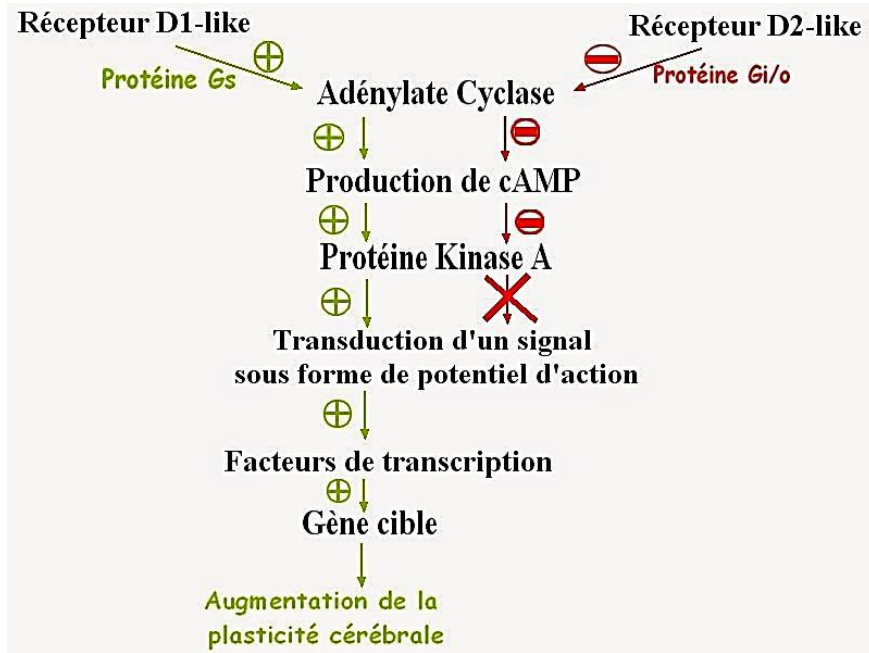 Récepteur D1-like
Récepteur D2-like
Protéine Gs
Protéine Gi/o
Adénylate Cyclase
Production de cAMP
Protéine Kinase A
Transduction d'un signal
sous forme de potentiel d'action
Facteurs de transcription
Gène cible
Augmentation de la
plasticité cérébrale